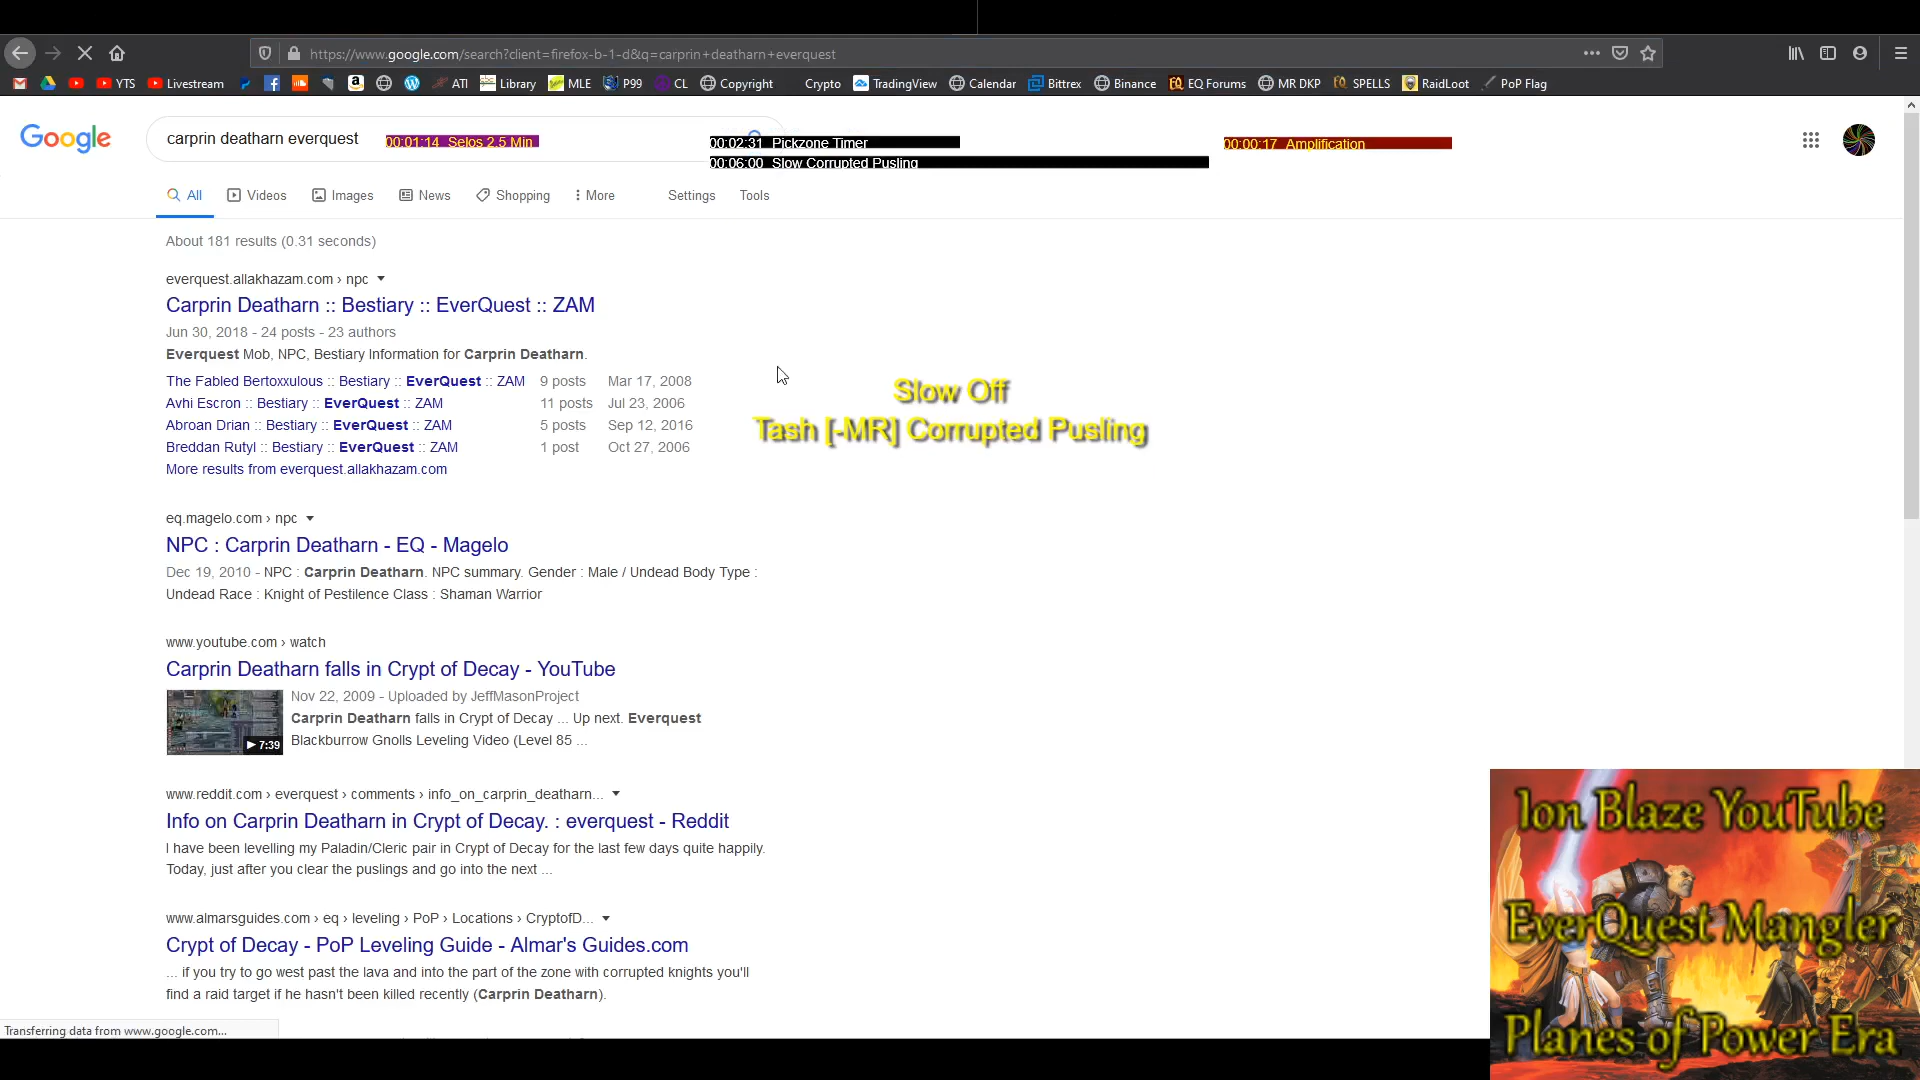 https://www.google.com/search?client=firefox-b-1-d&q=carprin+deatharn+everquest
YTS Livestream ATI Library MLE P99 CL Copyright Crypto TradingView Calendar Bittrex Binance EQ Forums MR DKP SPELLS RaidLoot PoP Flag
Google
carprin deatharn everquest
00:01:14 Selos 2.5 Min
00:02:31 Pickzone Timer
00:00:17 Amplification
00:06:00 Slow Corrupted Pusling
All Videos Images News Shopping More Settings Tools
About 181 results (0.31 seconds)
everquest.allakhazam.com › npc
Carprin Deatharn :: Bestiary :: EverQuest :: ZAM
Jun 30, 2018 - 24 posts - 23 authors
Everquest Mob, NPC, Bestiary Information for Carprin Deatharn.
The Fabled Bertoxxulous :: Bestiary :: EverQuest :: ZAM 9 posts Mar 17, 2008
Avhi Escron :: Bestiary :: EverQuest :: ZAM 11 posts Jul 23, 2006
Abroan Drian :: Bestiary :: EverQuest :: ZAM 5 posts Sep 12, 2016
Breddan Rutyl :: Bestiary :: EverQuest :: ZAM 1 post Oct 27, 2006
More results from everquest.allakhazam.com
Slow Off
Tash [-MR] Corrupted Pusling
eq.magelo.com › npc
NPC : Carprin Deatharn - EQ - Magelo
Dec 19, 2010 - NPC : Carprin Deatharn. NPC summary. Gender : Male / Undead Body Type :
Undead Race : Knight of Pestilence Class : Shaman Warrior
www.youtube.com › watch
Carprin Deatharn falls in Crypt of Decay - YouTube
Nov 22, 2009 - Uploaded by JeffMasonProject
Carprin Deatharn falls in Crypt of Decay ... Up next. Everquest
Blackburrow Gnolls Leveling Video (Level 85 ...
7:39
www.reddit.com › everquest › comments › info_on_carprin_deatharn...
Info on Carprin Deatharn in Crypt of Decay. : everquest - Reddit
I have been levelling my Paladin/Cleric pair in Crypt of Decay for the last few days quite happily.
Today, just after you clear the puslings and go into the next ...
www.almarsguides.com › eq › leveling › PoP › Locations › CryptofD...
Crypt of Decay - PoP Leveling Guide - Almar's Guides.com
... if you try to go west past the lava and into the part of the zone with corrupted knights you'll
find a raid target if he hasn't been killed recently (Carprin Deatharn).
Transferring data from www.google.com...
Ion Blaze YouTube
EverQuest Mangler
Planes of Power Era